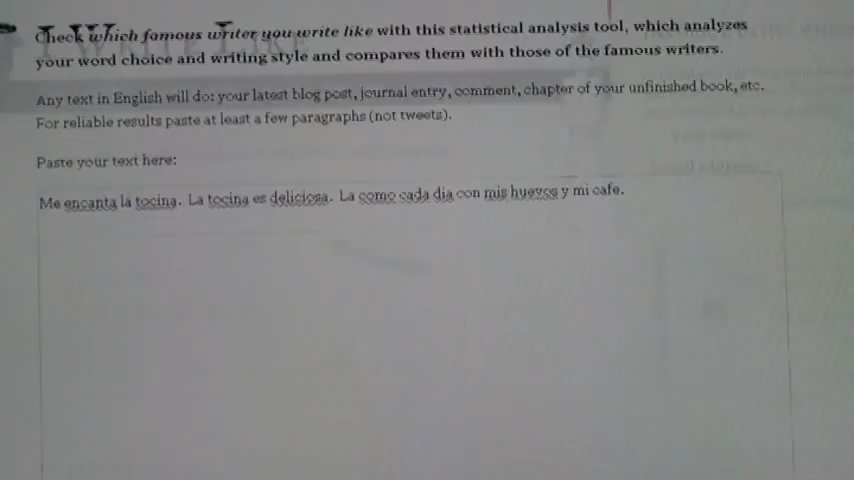 Check which famous writer you write like with this statistical analysis tool, which analyzes
your word choice and writing style and compares them with those of the famous writers.
Any text in English will do: your latest blog post, journal entry, comment, chapter of your unfinished book, etc.
For reliable results paste at least a few paragraphs (not tweets).
Paste your text here:
Me encanta la tocina. La tocina es deliciosa. La como cada dia con mis huevos y mi cafe.